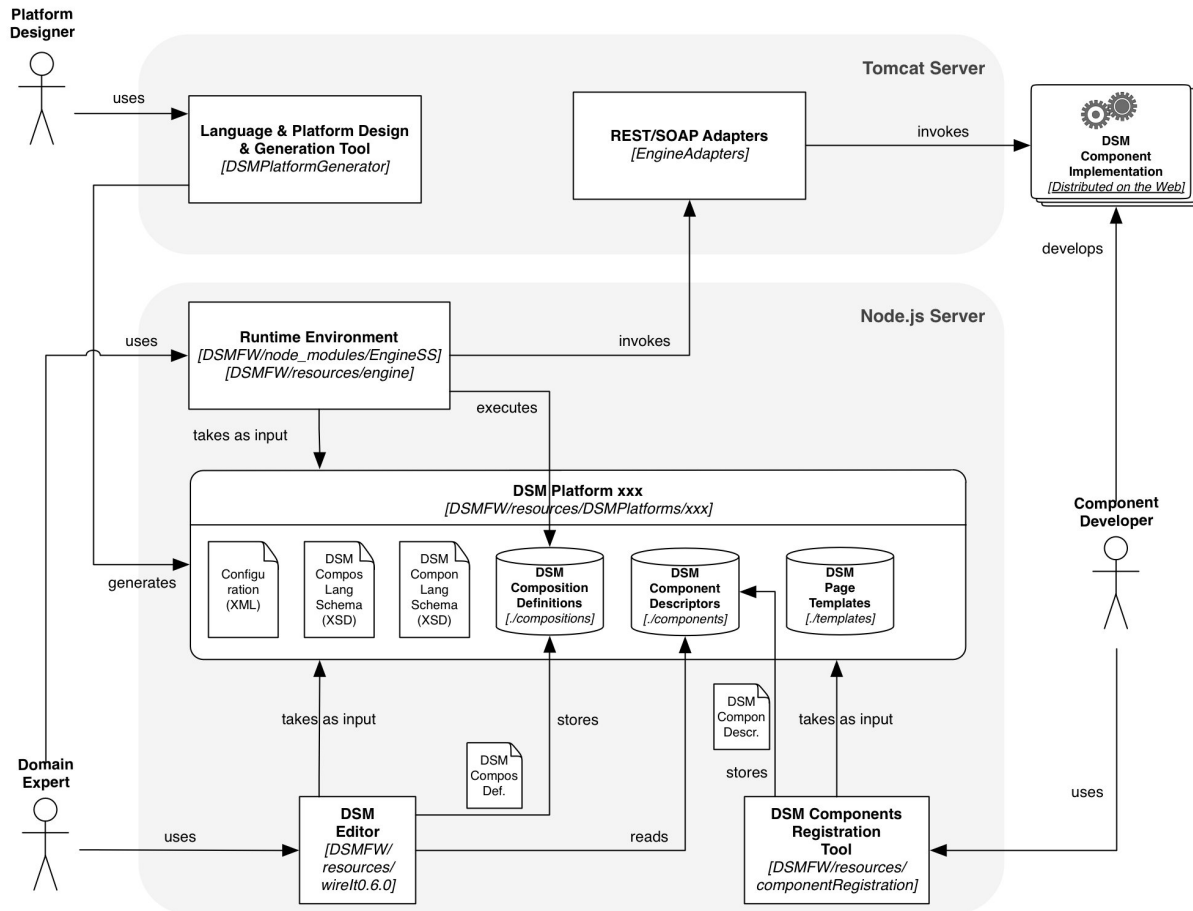 Platform
Designer
Tomcat Server
uses
Language & Platform Design
& Generation Tool
[DSMPlatformGenerator]
REST/SOAP Adapters
[EngineAdapters]
invokes
DSM
Component
Implementation
[Distributed on the Web]
develops
Node.js Server
uses
Runtime Environment
[DSMFW/node_modules/EngineSS]
[DSMFW/resources/engine]
invokes
executes
takes as input
DSM Platform xxx
[DSMFW/resources/DSMPlatforms/xxx]
Component
Developer
generates
Configu
ration
(XML)
DSM
Compos
Lang
Schema
(XSD)
DSM
Compon
Lang
Schema
(XSD)
DSM
Composition
Definitions
[./compositions]
DSM
Component
Descriptors
[./components]
DSM
Page
Templates
[./templates]
takes as input
stores
DSM
Compon
Descr.
takes as input
stores
DSM
Compos
Def.
Domain
Expert
uses
DSM
Editor
[DSMFW/
resources/
wireIt0.6.0]
reads
DSM Components
Registration
Tool
[DSMFW/resources/
componentRegistration]
uses